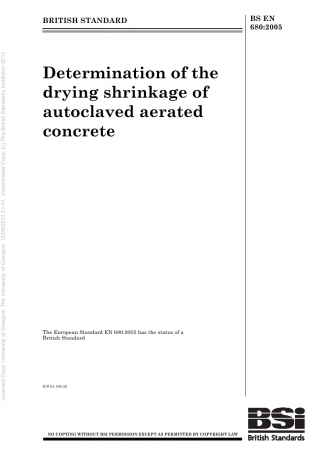 BRITISH STANDARD
BS EN
680:2005
Determination of the
drying shrinkage of
autoclaved aerated
concrete
The European Standard EN 680:2005 has the status of a
British Standard
ICS 91.100.30
NO COPYING WITHOUT BSI PERMISSION EXCEPT AS PERMITTED BY COPYRIGHT LAW
BSi
British Standards
Licensed Copy: University of Glasgow, The University of Glasgow, 13/09/2013 21:41, Uncontrolled Copy, (c) The British Standards Institution 2013